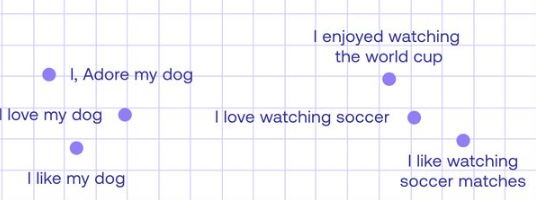 I enjoyed watching
the world cup
I, Adore my dog
I love my dog
I love watching soccer
I like my dog
I like watching
soccer matches